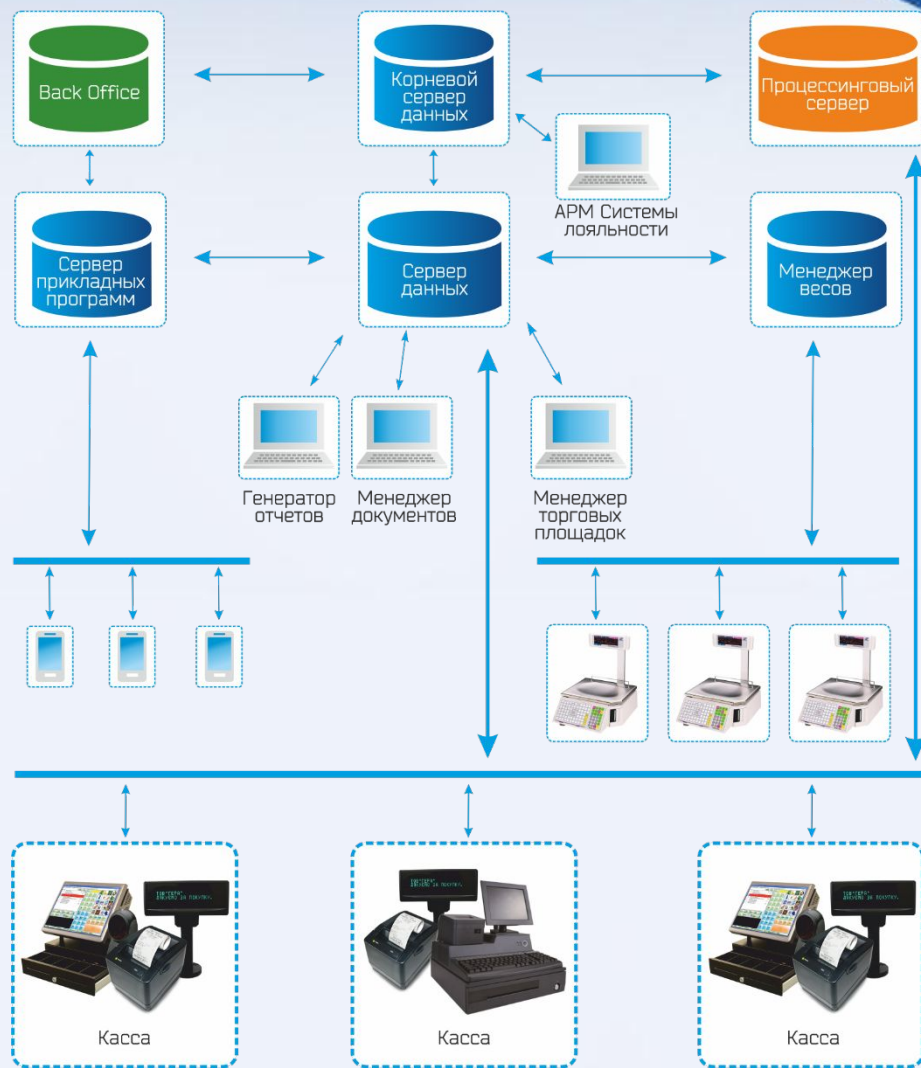 Back Office
Корневой
сервер
данных
Процессинговый
сервер
АРМ Системы
лояльности
Сервер
прикладных
программ
Сервер
данных
Менеджер
весов
Генератор
отчетов
Менеджер
документов
Менеджер
торговых
площадок
Касса
Касса
Касса